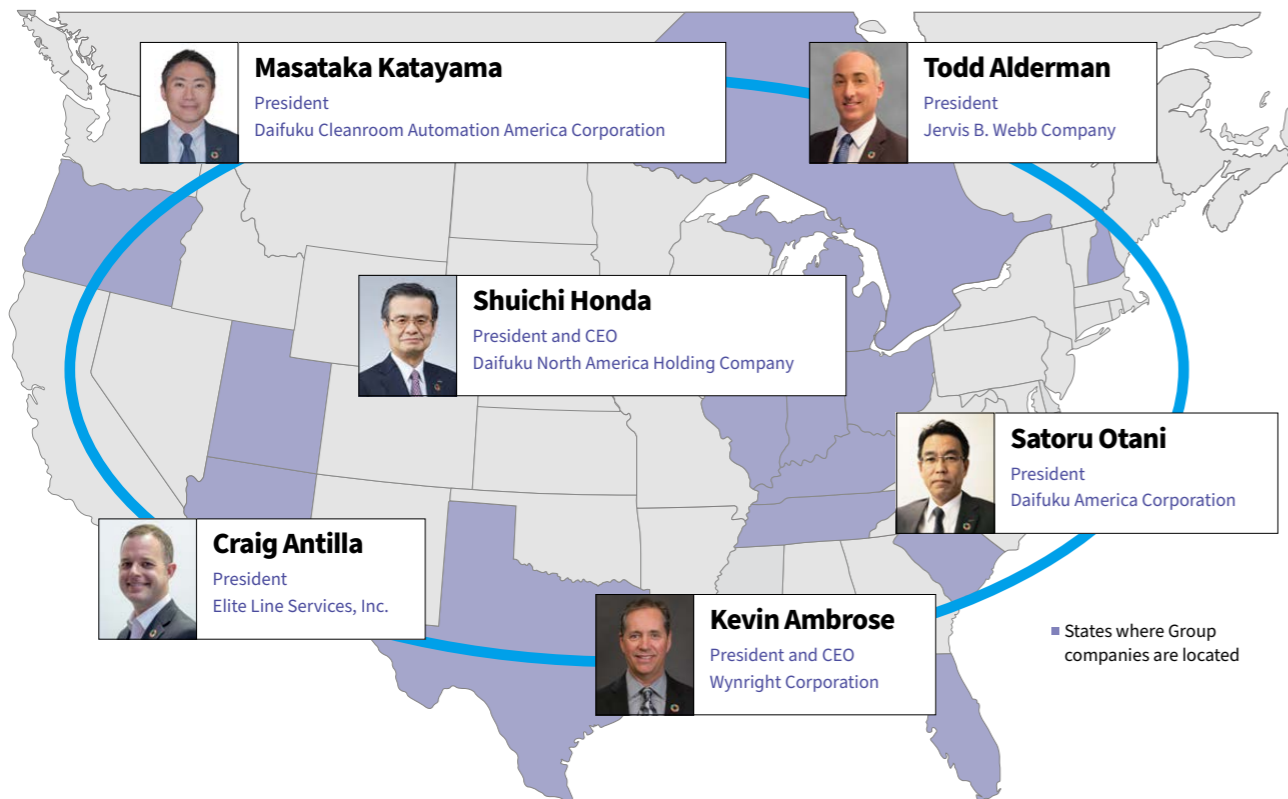 Masataka Katayama
President
Daifuku Cleanroom Automation America Corporation
Todd Alderman
President
Jervis B. Webb Company
Shuichi Honda
President and CEO
Daifuku North America Holding Company
Satoru Otani
President
Daifuku America Corporation
Craig Antilla
President
Elite Line Services, Inc.
Kevin Ambrose
President and CEO
Wynright Corporation
States where Group
companies are located